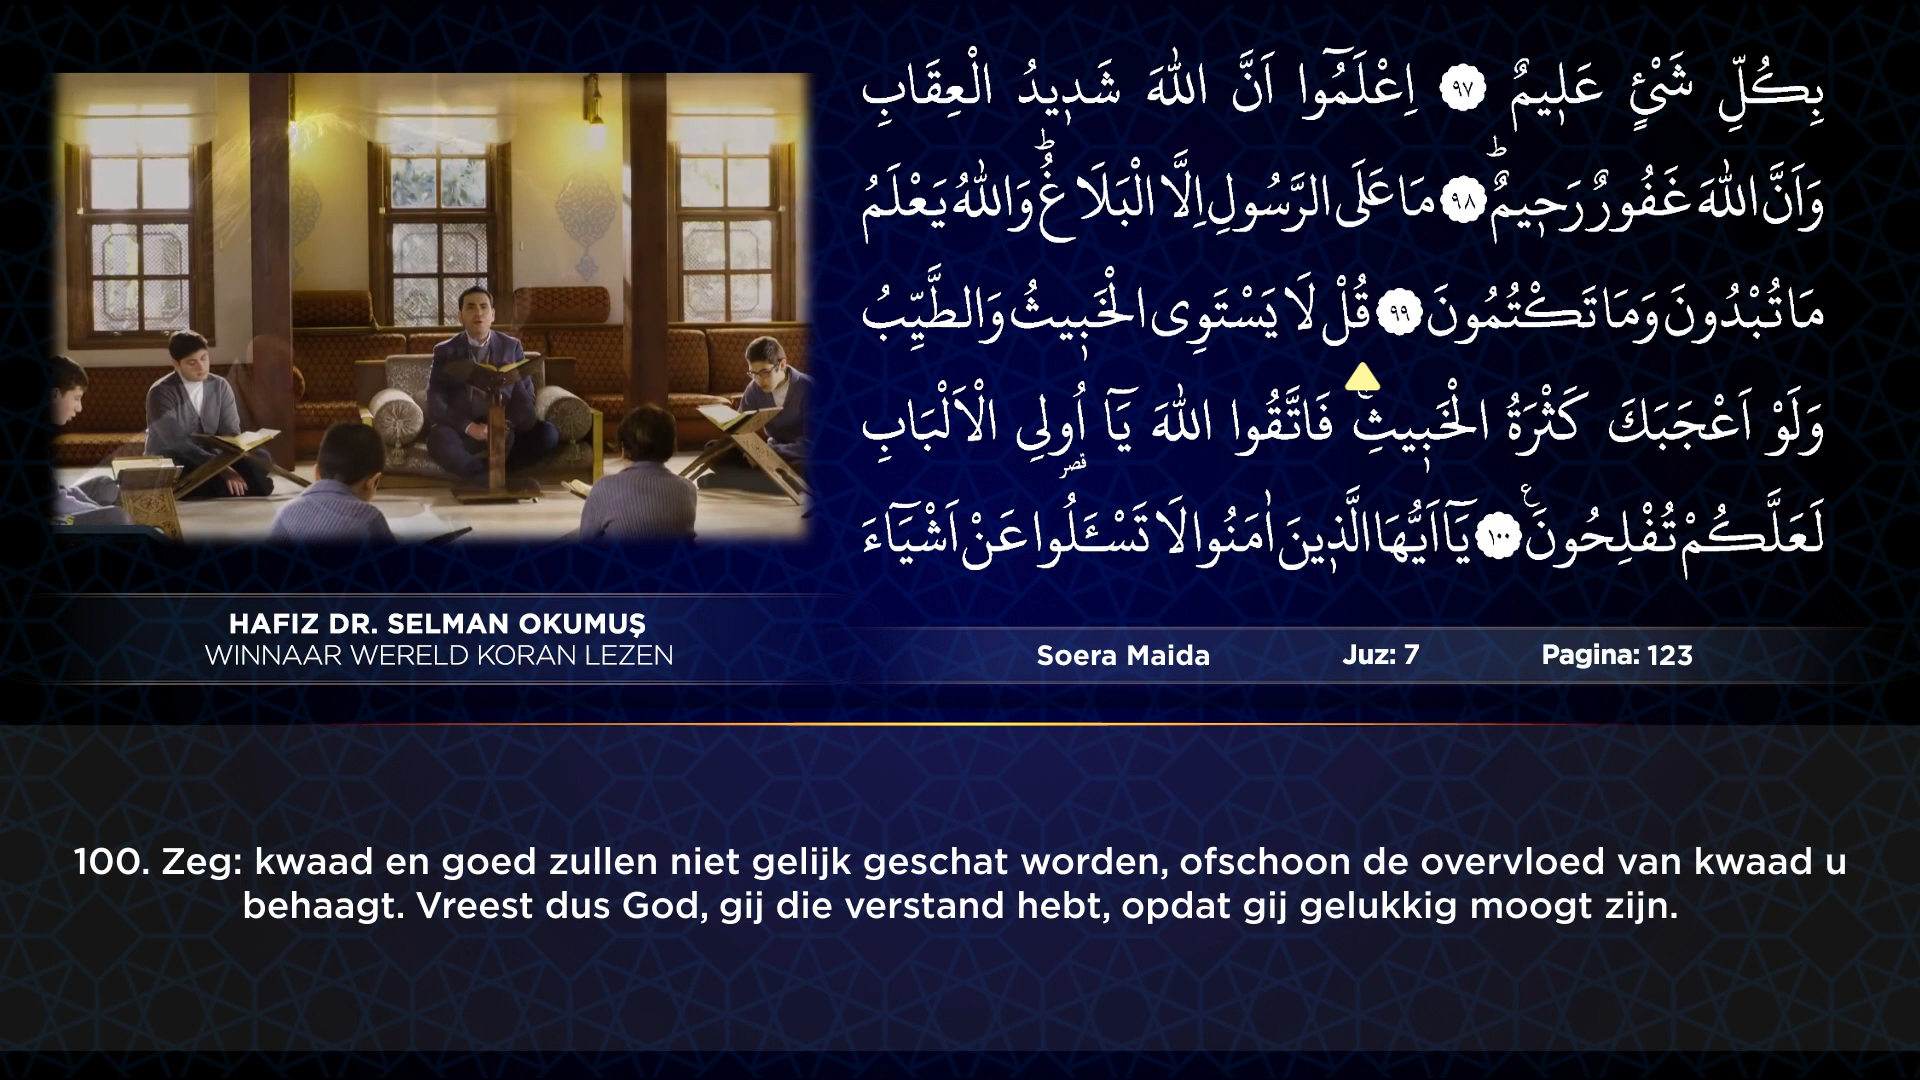 بِكُلِّ شَيْءٍ عَلٖيمٌ ﴿٩٧﴾ اِعْلَمُٓوا اَنَّ اللّٰهَ شَدٖيدُ الْعِقَابِ
وَاَنَّ اللّٰهَ غَفُورٌ رَحٖيمٌؕ ﴿٩٨﴾ مَا عَلَى الرَّسُولِ اِلَّا الْبَلَاغُؕ وَاللّٰهُ يَعْلَمُ
مَا تُبْدُونَ وَمَا تَكْتُمُونَ ﴿٩٩﴾ قُلْ لَا يَسْتَوِى الْخَبٖيثُ وَالطَّيِّبُ
وَلَوْ اَعْجَبَكَ كَثْرَةُ الْخَبٖيثِۚ فَاتَّقُوا اللّٰهَ يَٓا اُولِى الْاَلْبَابِ
قصر
لَعَلَّكُمْ تُفْلِحُونَࣖ ﴿١٠٠﴾ يَٓا اَيُّهَا الَّذٖينَ اٰمَنُوا لَا تَسْـَٔلُوا عَنْ اَشْيَٓاءَ
HAFIZ DR. SELMAN OKUMUŞ
WINNAAR WERELD KORAN LEZEN
Soera Maida Juz: 7 Pagina: 123
100. Zeg: kwaad en goed zullen niet gelijk geschat worden, ofschoon de overvloed van kwaad u
behaagt. Vreest dus God, gij die verstand hebt, opdat gij gelukkig moogt zijn.